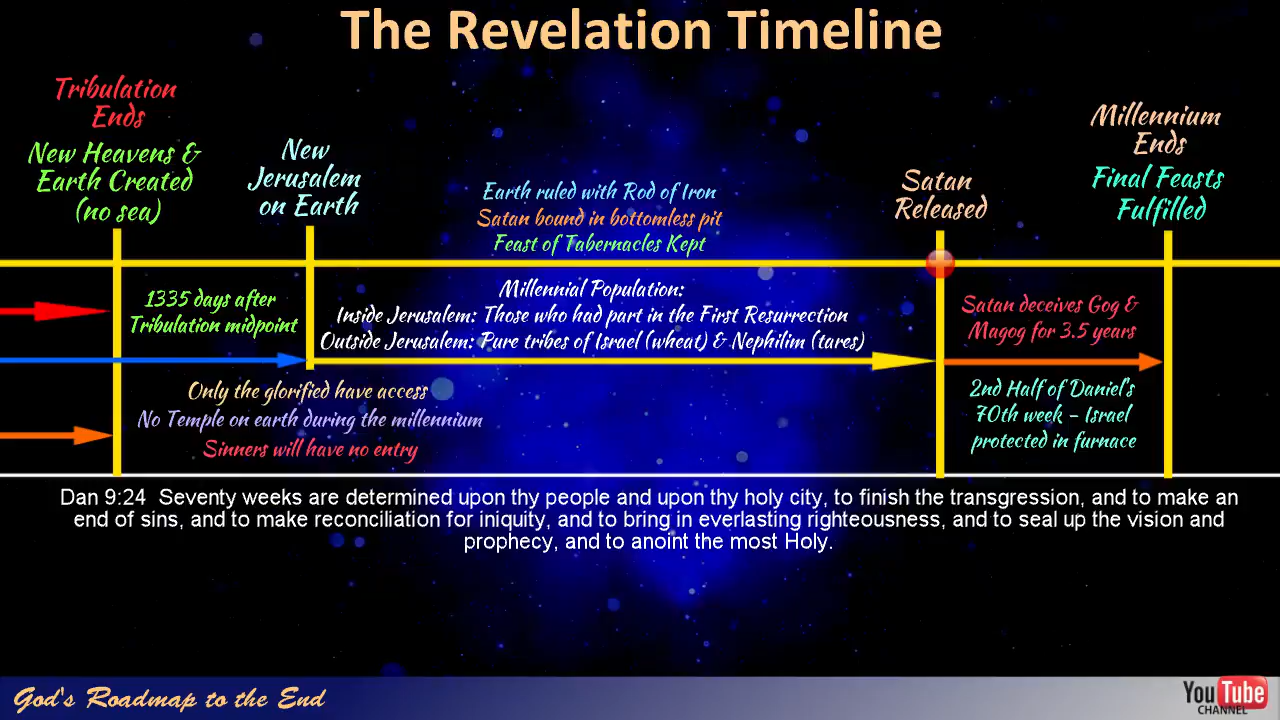 The Revelation Timeline
Tribulation
Ends
New Heavens &
Earth Created
(no sea)
New
Jerusalem
on Earth
Earth ruled with Rod of Iron
Satan bound in bottomless pit
Feast of Tabernacles Kept
Satan
Released
Millennium
Ends
Final Feasts
Fulfilled
1335 days after
Tribulation midpoint
Millennial Population:
Inside Jerusalem: Those who had part in the First Resurrection
Outside Jerusalem: Pure tribes of Israel (wheat) & Nephilim (tares)
Satan deceives Gog &
Magog for 3.5 years
Only the glorified have access
No Temple on earth during the millennium
Sinners will have no entry
2nd Half of Daniel's
70th week – Israel
protected in furnace
Dan 9:24  Seventy weeks are determined upon thy people and upon thy holy city, to finish the transgression, and to make an
end of sins, and to make reconciliation for iniquity, and to bring in everlasting righteousness, and to seal up the vision and
prophecy, and to anoint the most Holy.
God's Roadmap to the End
YouTube
CHANNEL